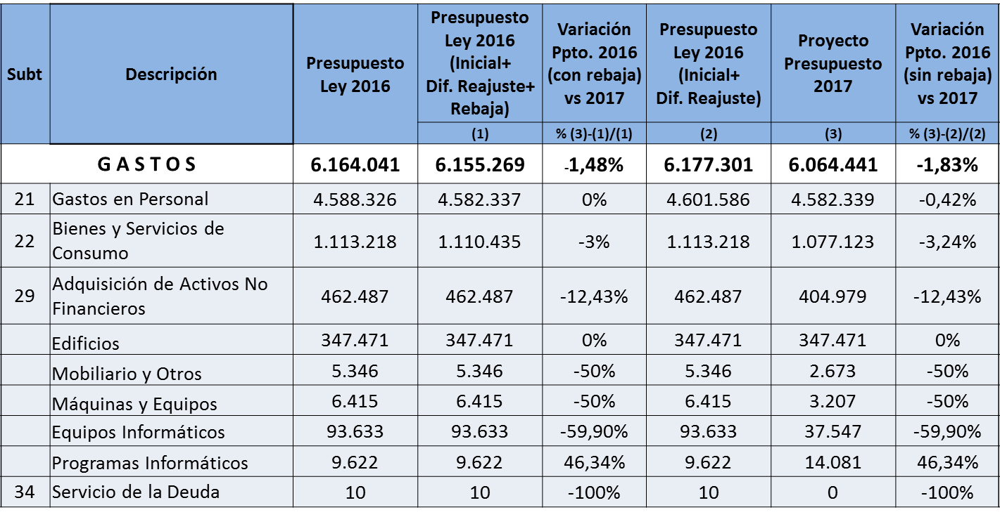 Subt
Descripción
Presupuesto
Ley 2016
Presupuesto
Ley 2016
(Inicial+
Dif. Reajuste+
Rebaja)
Variación
Ppto. 2016
(con rebaja)
vs 2017
Presupuesto
Ley 2016
(Inicial+
Dif. Reajuste)
Proyecto
Presupuesto
2017
Variación
Ppto. 2016
(sin rebaja)
vs 2017
(1) % (3)-(1)/(1) (2) (3) % (3)-(2)/(2)
G A S T O S 6.164.041 6.155.269 -1,48% 6.177.301 6.064.441 -1,83%
21 Gastos en Personal 4.588.326 4.582.337 0% 4.601.586 4.582.339 -0,42%
22 Bienes y Servicios de
Consumo 1.113.218 1.110.435 -3% 1.113.218 1.077.123 -3,24%
29 Adquisición de Activos No
Financieros 462.487 462.487 -12,43% 462.487 404.979 -12,43%
Edificios 347.471 347.471 0% 347.471 347.471 0%
Mobiliario y Otros 5.346 5.346 -50% 5.346 2.673 -50%
Máquinas y Equipos 6.415 6.415 -50% 6.415 3.207 -50%
Equipos Informáticos 93.633 93.633 -59,90% 93.633 37.547 -59,90%
Programas Informáticos 9.622 9.622 46,34% 9.622 14.081 46,34%
34 Servicio de la Deuda 10 10 -100% 10 0 -100%